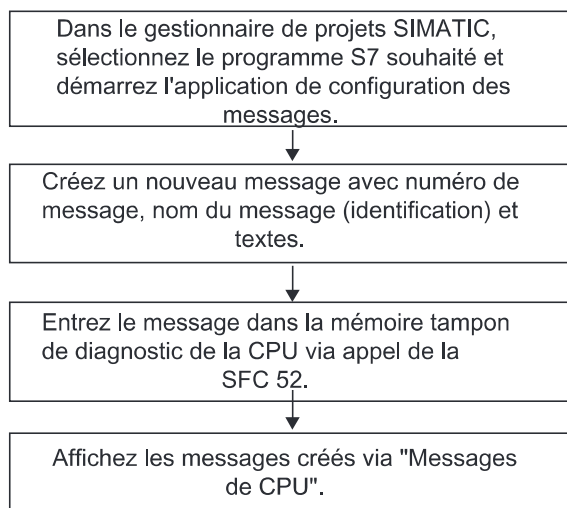 Dans le gestionnaire de projets SIMATIC,
sélectionnez le programme S7 souhaité et
démarrez l'application de configuration des
messages.
Créez un nouveau message avec numéro de
message, nom du message (identification) et
textes.
Entrez le message dans la mémoire tampon
de diagnostic de la CPU via appel de la
SFC 52.
Affichez les messages créés via "Messages
de CPU".